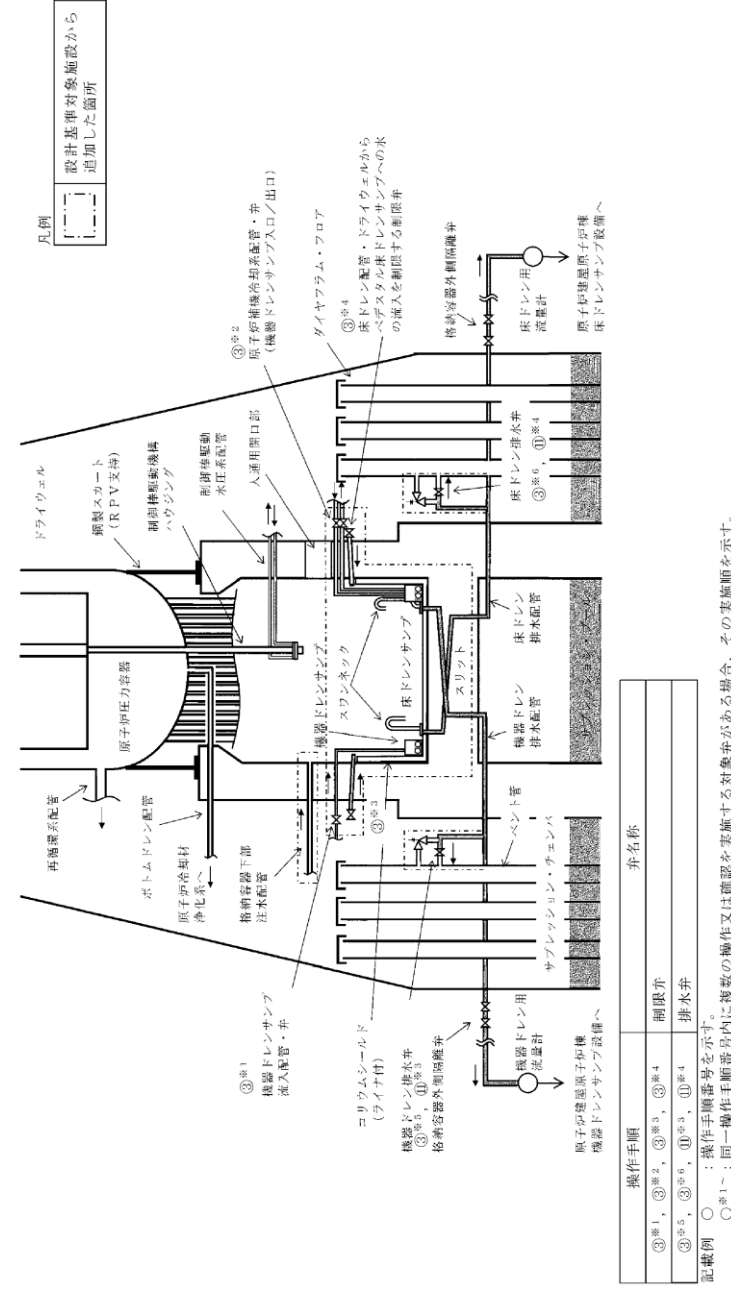 凡例
設計基準対象施設から
追加した箇所
ドライウェル
鋼製スカート
(RPV支持)
制御棒駆動機構
ハウジング
制御棒駆動
水圧系配管
人通用開口部
③※2
原子炉補機冷却系配管・弁
(機器ドレンサンプ入口/出口)
ダイヤフラム・フロア
③※4
床ドレン配管・ドライウェルから
ペデスタル床ドレンサンプへの水
の流入を制限する制限弁
格納容器外側隔離弁
床ドレン用
流量計
原子炉建屋原子炉棟
床ドレンサンプ設備へ
再循環系配管
ボトムドレン配管
原子炉冷却材
浄化系へ
格納容器下部
注水配管
原子炉圧力容器
機器ドレンサンプ
スワンネック
床ドレンサンプ
スリット
床ドレン排水弁
③※6, ⑪※4
③※1
機器ドレンサンプ
流入配管・弁
③※3
コリウムシールド
(ライナ付)
機器ドレン排水弁
③※5, ⑪※3
格納容器外側隔離弁
機器ドレン用
流量計
原子炉建屋原子炉棟
機器ドレンサンプ設備へ
ベント管
サプレッション・チェンバ
機器ドレン
排水配管
床ドレン
排水配管
サプレッション・プール
操作手順 弁名称
③※1, ③※2, ③※3, ③※4 制限弁
③※5, ③※6, ⑪※3, ⑪※4 排水弁
記載例 ○ :操作手順番号を示す。
○※1~ :同一操作手順番号内に複数の操作又は確認を実施する対象弁がある場合，その実施順を示す。